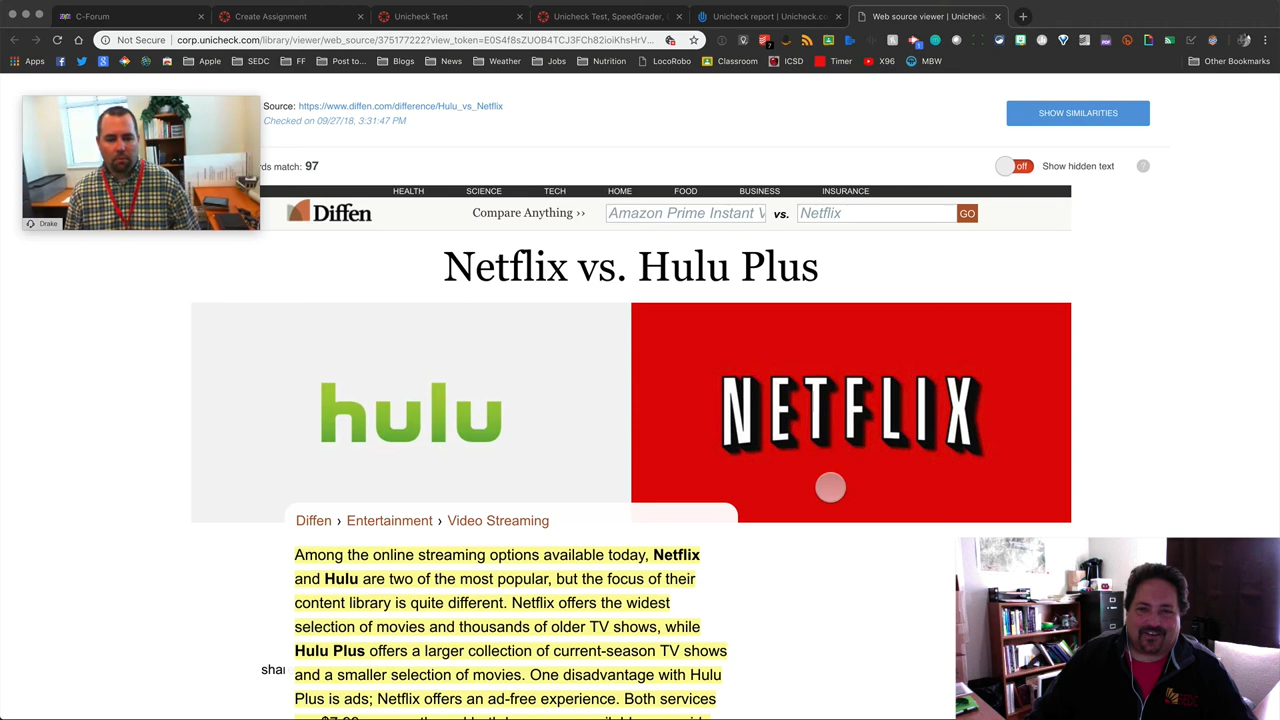 C-Forum
Create Assignment
Unicheck Test
Unicheck Test, SpeedGrader,
Unicheck report | Unicheck.co
Web source viewer | Unicheck
Not Secure
corp.unicheck.com/library/viewer/web_source/375177222?view_token=E0S4f8sZUOB4TCJ3FCh82ioiKhsHrV...
Apps
Apple
SEDC
FF
Post to...
Blogs
News
Weather
Jobs
Nutrition
LocoRobo
Classroom
ICSD
Timer
X96
MBW
Other Bookmarks
Source: https://www.diffen.com/difference/Hulu_vs_Netflix
Checked on 09/27/18, 3:31:47 PM
SHOW SIMILARITIES
rds match: 97
off
Show hidden text
?
Drake
HEALTH
SCIENCE
TECH
HOME
FOOD
BUSINESS
INSURANCE
Diffen
Compare Anything ››
Amazon Prime Instant V
vs.
Netflix
GO
Netflix vs. Hulu Plus
hulu
NETFLIX
Diffen › Entertainment › Video Streaming
Among the online streaming options available today, Netflix
and Hulu are two of the most popular, but the focus of their
content library is quite different. Netflix offers the widest
selection of movies and thousands of older TV shows, while
Hulu Plus offers a larger collection of current-season TV shows
shar
and a smaller selection of movies. One disadvantage with Hulu
Plus is ads; Netflix offers an ad-free experience. Both services